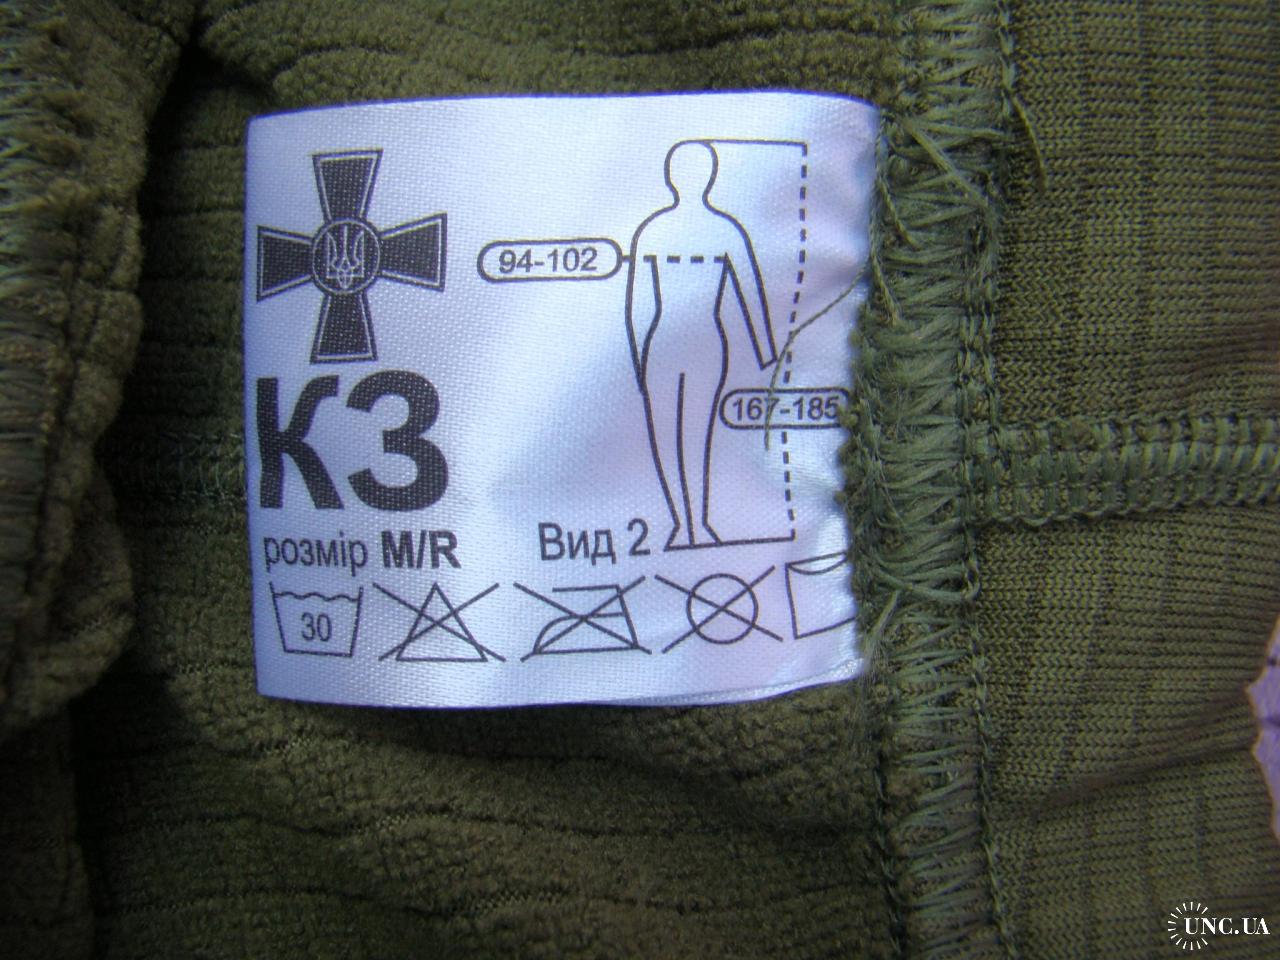 94-102
167-185
КЗ
розмір M/R
Вид 2
30
UNC.UA